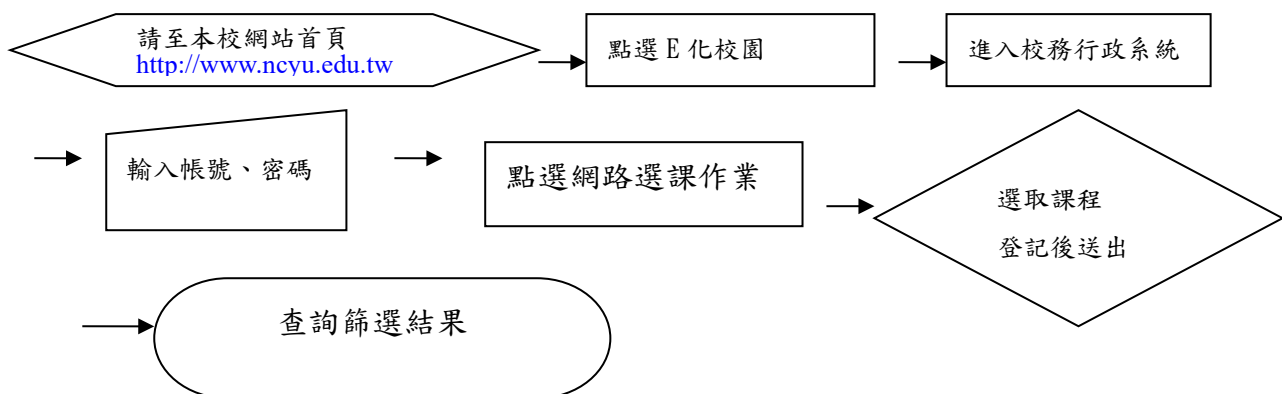 請至本校網站首頁
http://www.ncyu.edu.tw
點選E化校園
進入校務行政系統
輸入帳號、密碼
點選網路選課作業
選取課程
登記後送出
查詢篩選結果